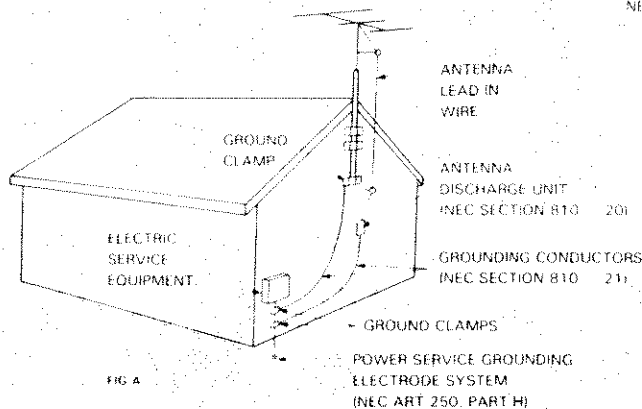 NE
ANTENNA
LEAD IN
WIRE
GROUND
CLAMP
ANTENNA
DISCHARGE UNIT
(NEC SECTION 810 20)
ELECTRIC
SERVICE
EQUIPMENT
GROUNDING CONDUCTORS
(NEC SECTION 810 21)
GROUND CLAMPS
POWER SERVICE GROUNDING
ELECTRODE SYSTEM
(NEC ART 250, PART H)
FIG A